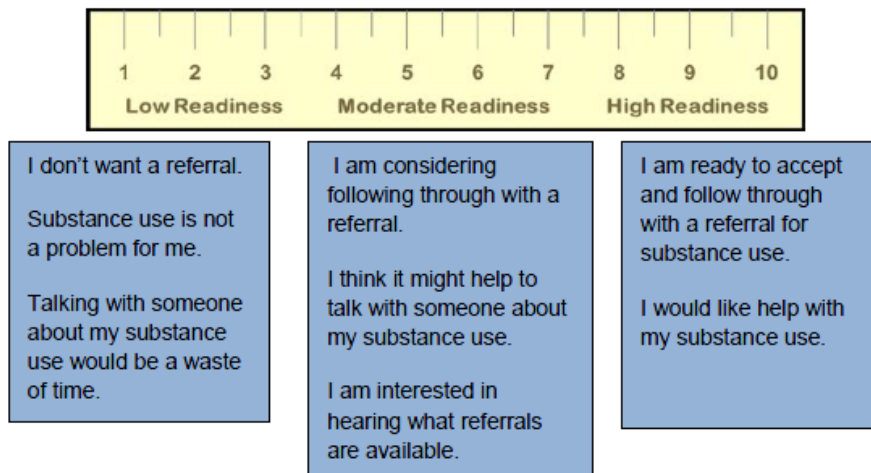 1 2 3 4 5 6 7 8 9 10
Low Readiness Moderate Readiness High Readiness
I don't want a referral.
Substance use is not
a problem for me.
Talking with someone
about my substance
use would be a waste
of time.
I am considering
following through with a
referral.
I think it might help to
talk with someone about
my substance use.
I am interested in
hearing what referrals
are available.
I am ready to accept
and follow through
with a referral for
substance use.
I would like help with
my substance use.